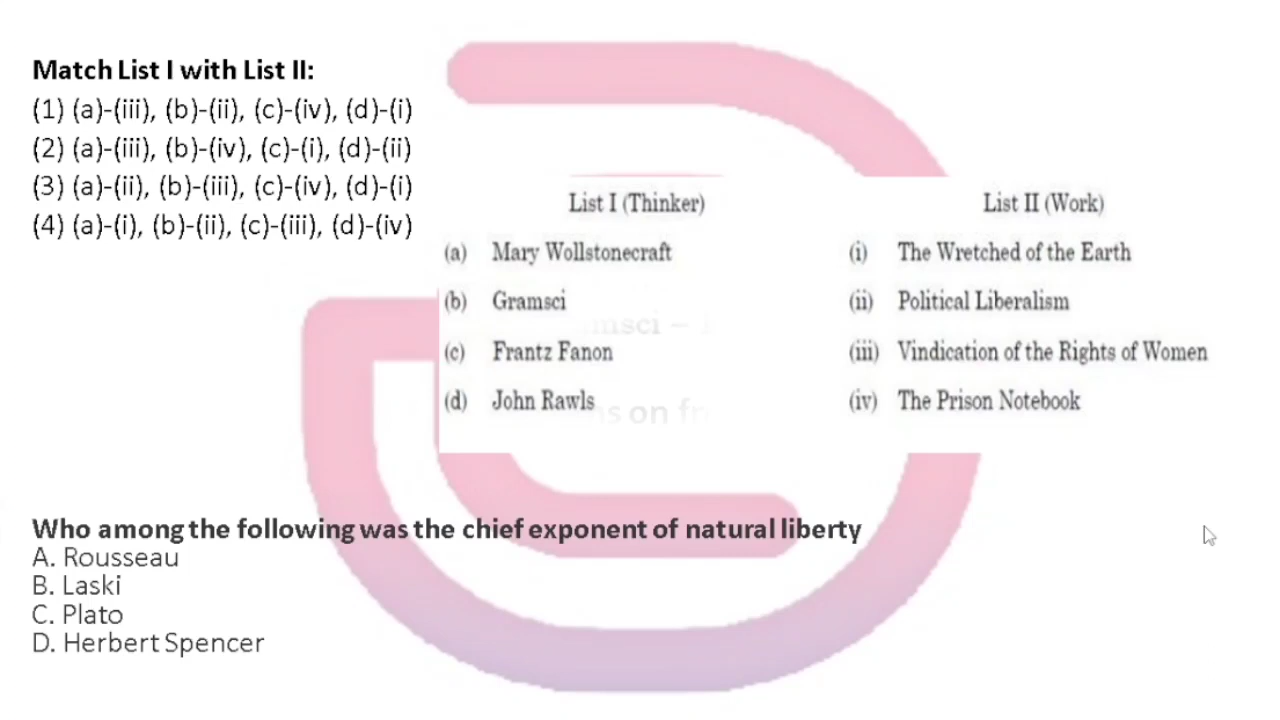 Match List I with List II:
(1) (a)-(iii), (b)-(ii), (c)-(iv), (d)-(i)
(2) (a)-(iii), (b)-(iv), (c)-(i), (d)-(ii)
(3) (a)-(ii), (b)-(iii), (c)-(iv), (d)-(i)
(4) (a)-(i), (b)-(ii), (c)-(iii), (d)-(iv)
List I (Thinker) List II (Work)
(a) Mary Wollstonecraft (i) The Wretched of the Earth
(b) Gramsci (ii) Political Liberalism
(c) Frantz Fanon (iii) Vindication of the Rights of Women
(d) John Rawls (iv) The Prison Notebook
Who among the following was the chief exponent of natural liberty
A. Rousseau
B. Laski
C. Plato
D. Herbert Spencer